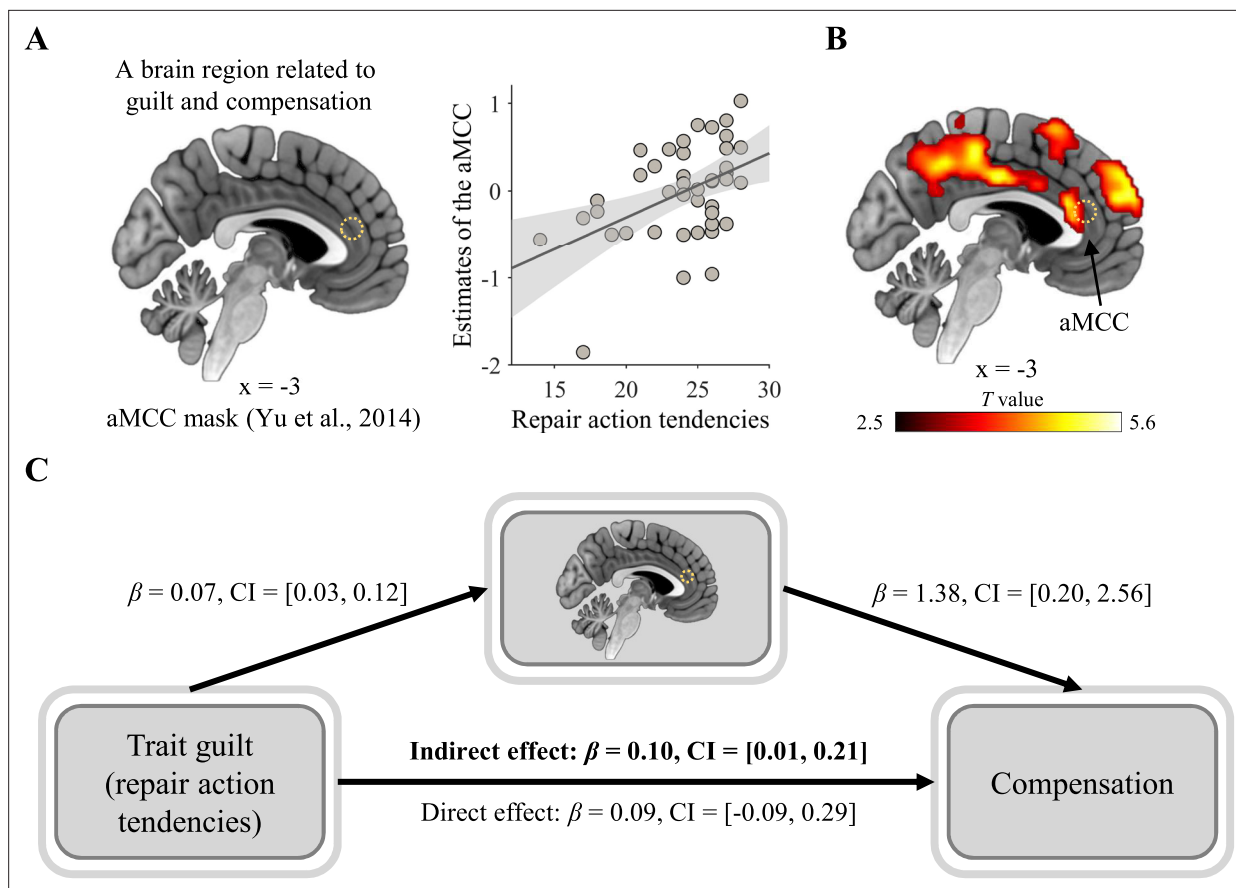 A
A brain region related to
guilt and compensation
x = -3
aMCC mask (Yu et al., 2014)
Estimates of the aMCC
1
0
-1
-2
15
20
25
30
Repair action tendencies
B
aMCC
x = -3
T value
2.5
5.6
C
β = 0.07, CI = [0.03, 0.12]
β = 1.38, CI = [0.20, 2.56]
Trait guilt
(repair action
tendencies)
Indirect effect: β = 0.10, CI = [0.01, 0.21]
Direct effect: β = 0.09, CI = [-0.09, 0.29]
Compensation